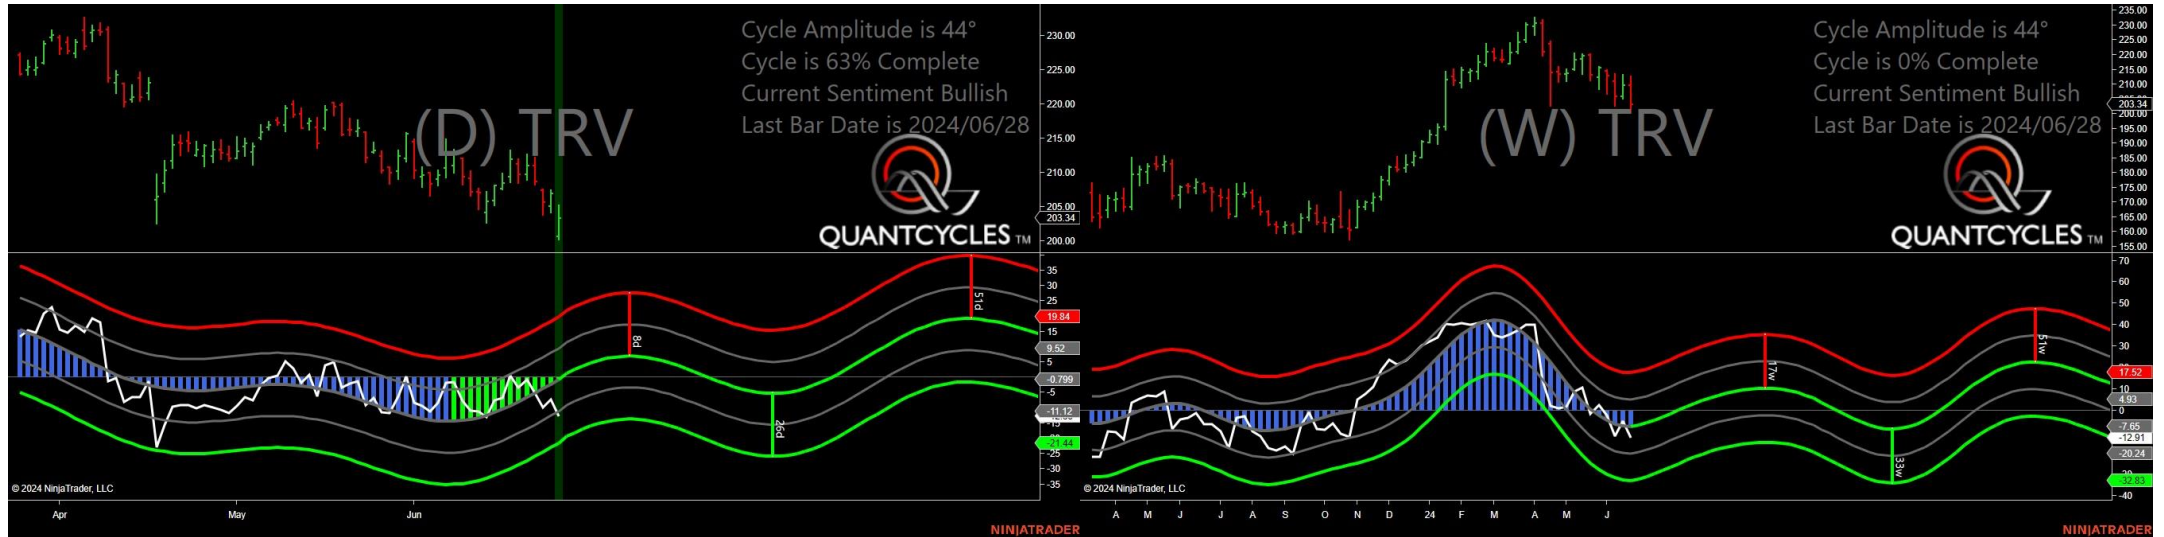 Cycle Amplitude is 44°
Cycle is 63% Complete
Current Sentiment Bullish
Last Bar Date is 2024/06/28
(D) TRV
QUANTCYCLES TM
230.00
225.00
220.00
215.00
210.00
205.00
203.34
200.00
35
30
25
19.84
15
9.52
5
-0.799
-5
-11.12
-21.44
-25
-30
-35
8d
26d
51d
© 2024 NinjaTrader, LLC
Apr
May
Jun
NINJATRADER
Cycle Amplitude is 44°
Cycle is 0% Complete
Current Sentiment Bullish
Last Bar Date is 2024/06/28
(W) TRV
QUANTCYCLES TM
235.00
230.00
225.00
220.00
215.00
210.00
203.34
200.00
195.00
190.00
185.00
180.00
175.00
170.00
165.00
160.00
155.00
70
60
50
40
30
17.52
10
4.93
0
-7.65
-12.91
-20.24
-32.83
-40
17w
33w
51w
© 2024 NinjaTrader, LLC
A M J J A S O N D 24 F M A M J
NINJATRADER